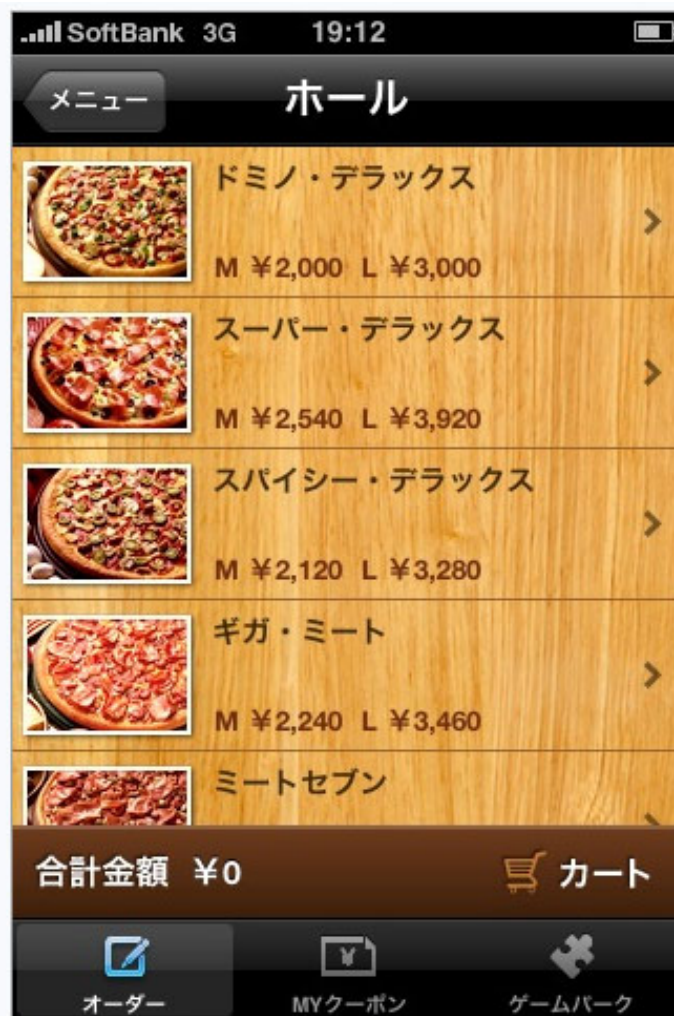 SoftBank 3G 19:12
メニュー ホール
ドミノ・デラックス
M ¥2,000 L ¥3,000
スーパー・デラックス
M ¥2,540 L ¥3,920
スパイシー・デラックス
M ¥2,120 L ¥3,280
ギガ・ミート
M ¥2,240 L ¥3,460
ミートセブン
合計金額 ¥0 カート
オーダー MYクーポン ゲームパーク